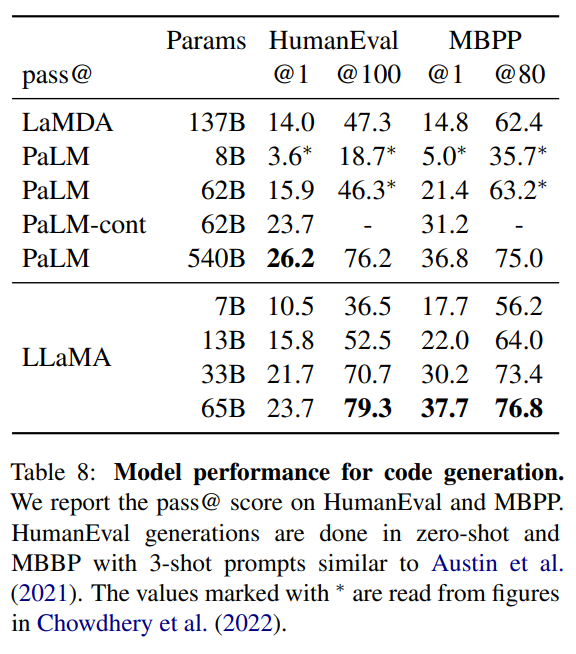 Params HumanEval MBPP
pass@ @1 @100 @1 @80
LaMDA 137B 14.0 47.3 14.8 62.4
PaLM 8B 3.6* 18.7* 5.0* 35.7*
PaLM 62B 15.9 46.3* 21.4 63.2*
PaLM-cont 62B 23.7 - 31.2 -
PaLM 540B 26.2 76.2 36.8 75.0
LLaMA
7B 10.5 36.5 17.7 56.2
13B 15.8 52.5 22.0 64.0
33B 21.7 70.7 30.2 73.4
65B 23.7 79.3 37.7 76.8
Table 8: Model performance for code generation.
We report the pass@ score on HumanEval and MBPP.
HumanEval generations are done in zero-shot and
MBBP with 3-shot prompts similar to Austin et al.
(2021). The values marked with * are read from figures
in Chowdhery et al. (2022).